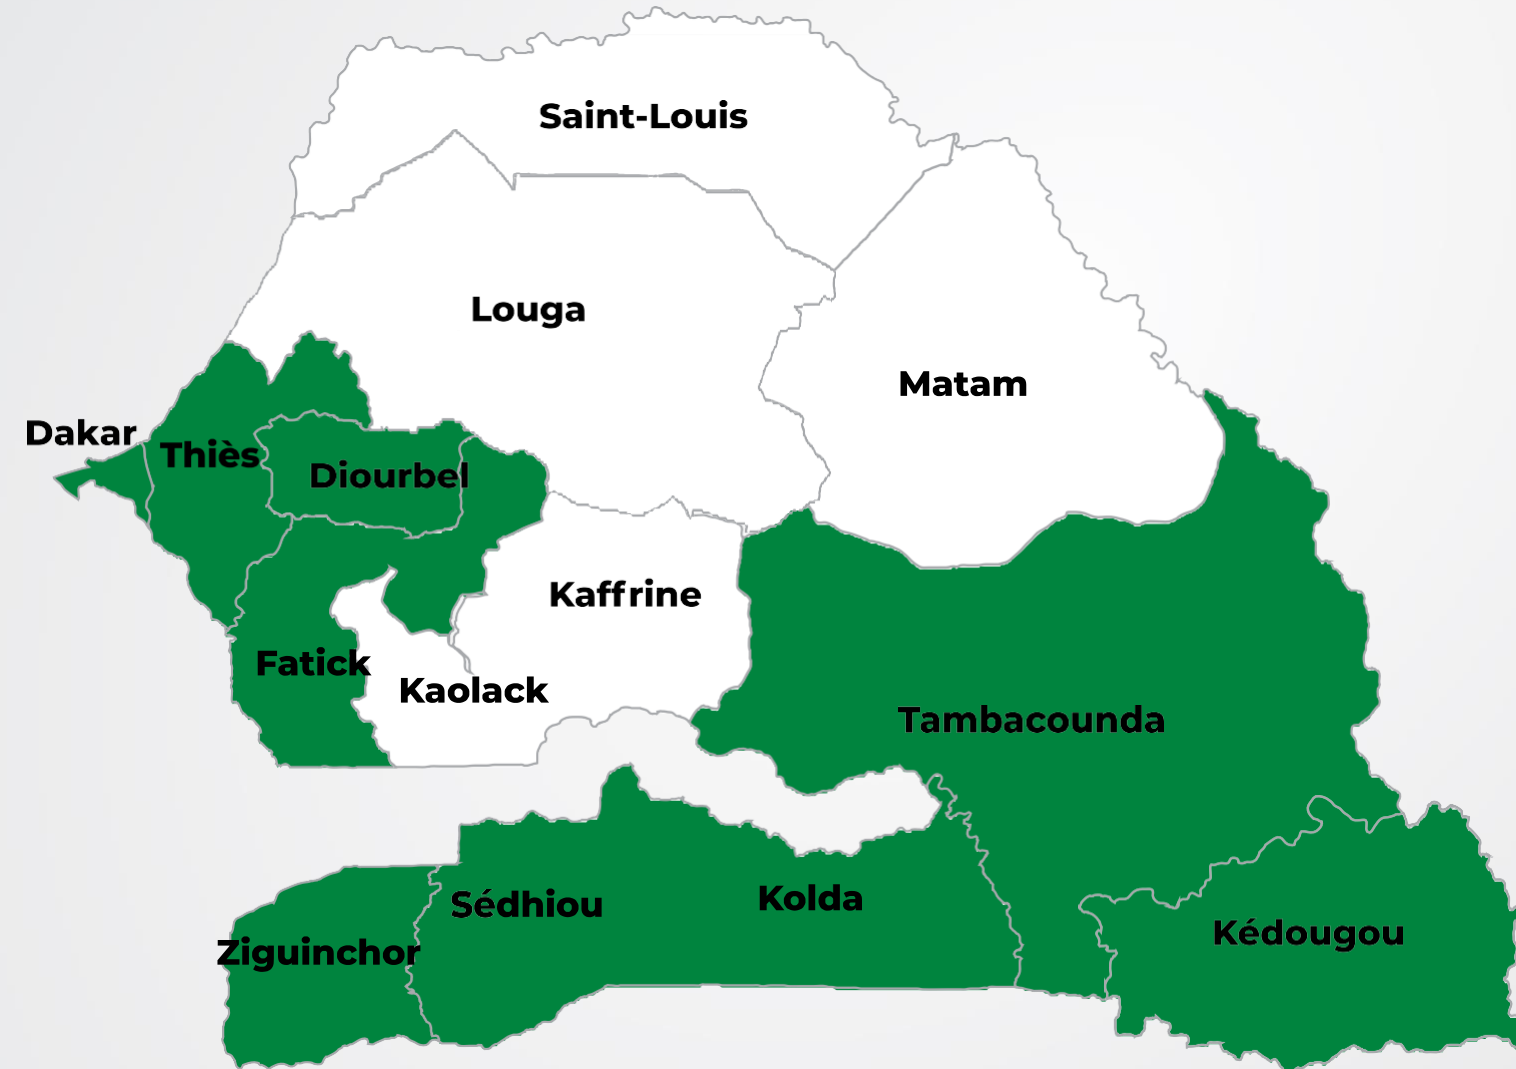 Saint-Louis
Louga
Matam
Dakar
Thiès
Diourbel
Kaffrine
Fatick
Kaolack
Tambacounda
Sédhiou
Kolda
Kédougou
Ziguinchor